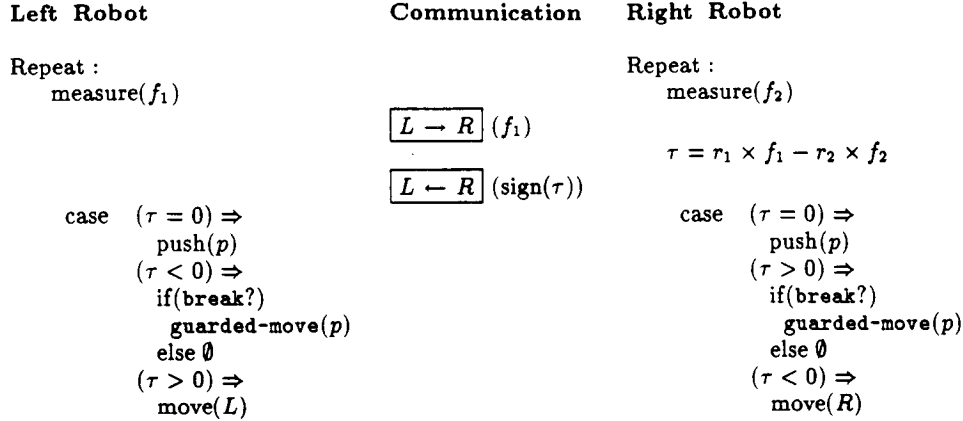 Left Robot Communication Right Robot
Repeat : Repeat :
measure(f₁) measure(f₂)
L → R (f₁)
τ = r₁ × f₁ − r₂ × f₂
L ← R (sign(τ))
case (τ = 0) ⇒ case (τ = 0) ⇒
push(p) push(p)
(τ < 0) ⇒ (τ > 0) ⇒
if(break?) if(break?)
guarded-move(p) guarded-move(p)
else ∅ else ∅
(τ > 0) ⇒ (τ < 0) ⇒
move(L) move(R)